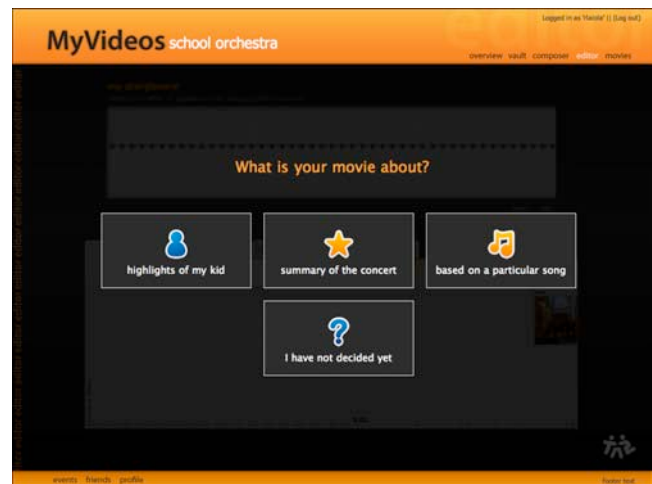 Logged in as 'Hanna' || (Log out)
MyVideos school orchestra
overview vault composer editor movies
What is your movie about?
highlights of my kid
summary of the concert
based on a particular song
I have not decided yet
events friends profile
footer text